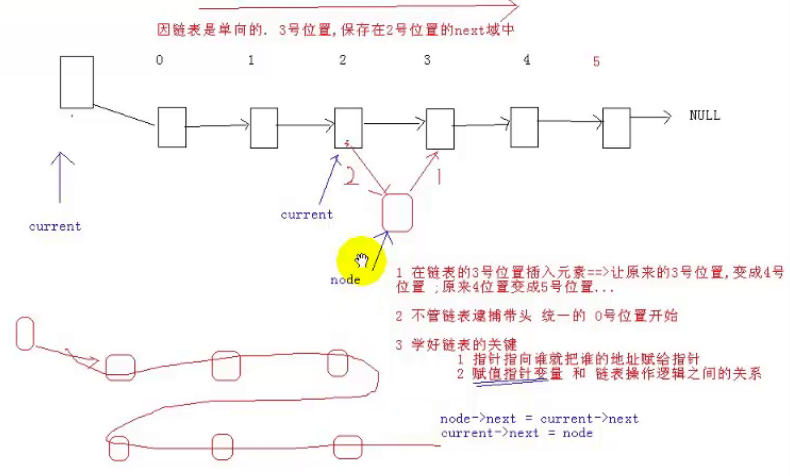 因链表是单向的. 3号位置,保存在2号位置的next域中
0 1 2 3 4 5
NULL
2 1
current
current
node
1 在链表的3号位置插入元素==>让原来的3号位置,变成4号
位置 ;原来4位置变成5号位置...
2 不管链表逮捕带头 统一的 0号位置开始
3 学好链表的关键
1 指针指向谁就把谁的地址赋给指针
2 赋值指针变量 和 链表操作逻辑之间的关系
node->next = current->next
current->next = node